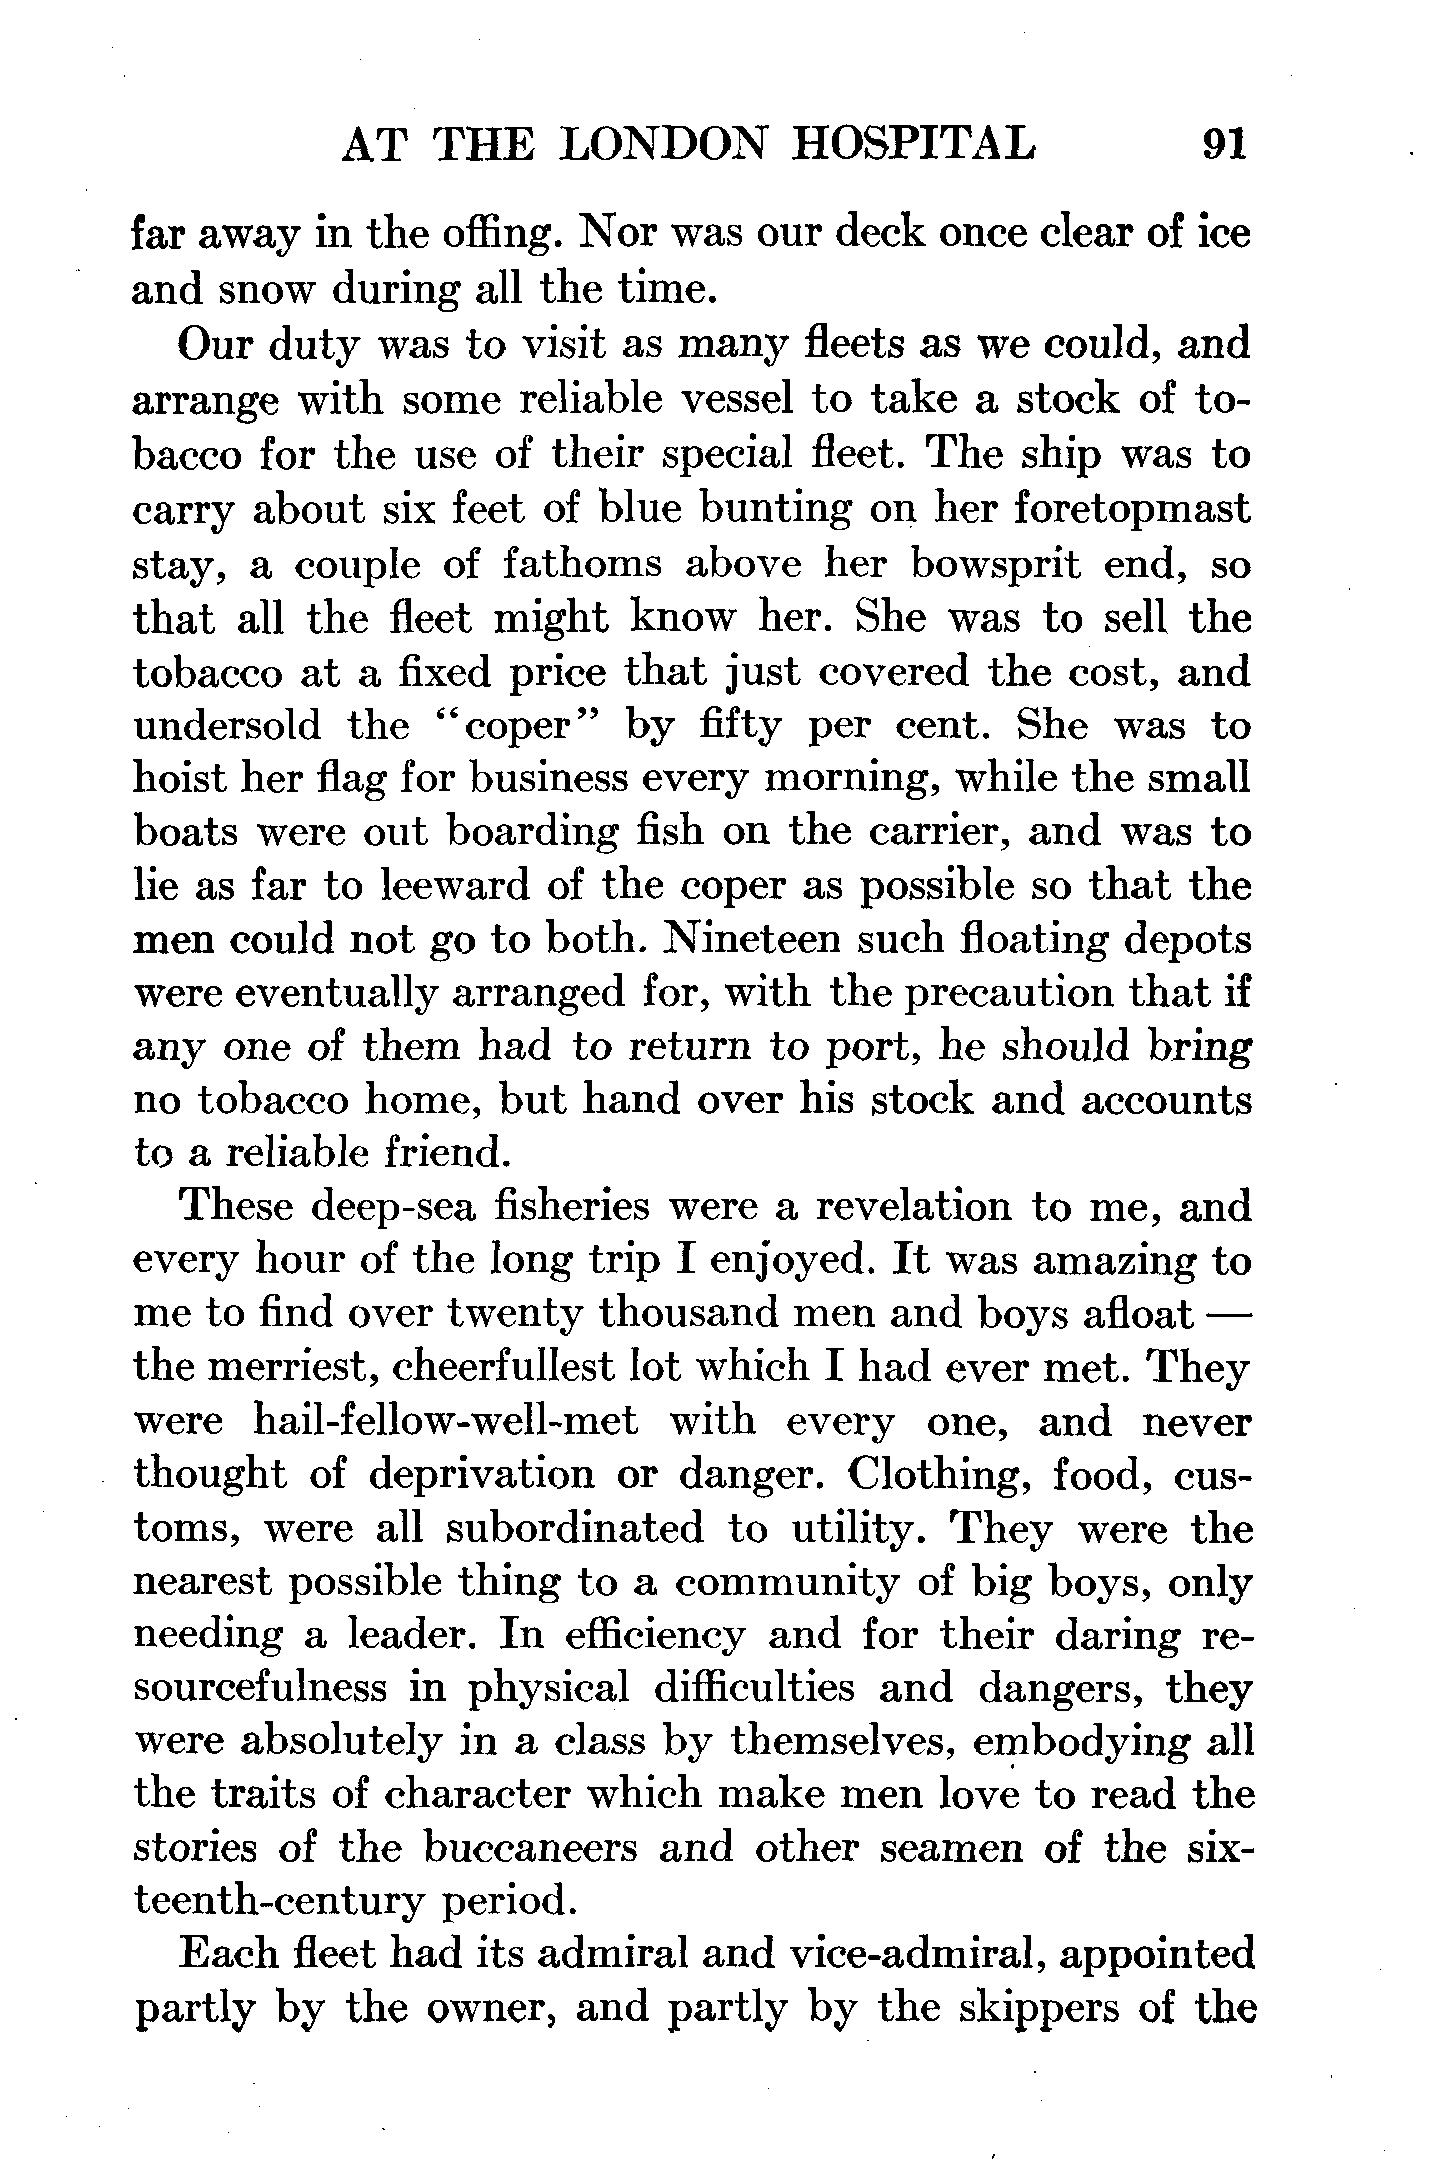 AT THE LONDON HOSPITAL 91
far away in the offing. Nor was our deck once clear of ice
and snow during all the time.
Our duty was to visit as many fleets as we could, and
arrange with some reliable vessel to take a stock of to-
bacco for the use of their special fleet. The ship was to
carry about six feet of blue bunting on her foretopmast
stay, a couple of fathoms above her bowsprit end, so
that all the fleet might know her. She was to sell the
tobacco at a fixed price that just covered the cost, and
undersold the “coper” by fifty per cent. She was to
hoist her flag for business every morning, while the small
boats were out boarding fish on the carrier, and was to
lie as far to leeward of the coper as possible so that the
men could not go to both. Nineteen such floating depots
were eventually arranged for, with the precaution that if
any one of them had to return to port, he should bring
no tobacco home, but hand over his stock and accounts
to a reliable friend.
These deep-sea fisheries were a revelation to me, and
every hour of the long trip I enjoyed. It was amazing to
me to find over twenty thousand men and boys afloat —
the merriest, cheerfullest lot which I had ever met. They
were hail-fellow-well-met with every one, and never
thought of deprivation or danger. Clothing, food, cus-
toms, were all subordinated to utility. They were the
nearest possible thing to a community of big boys, only
needing a leader. In efficiency and for their daring re-
sourcefulness in physical difficulties and dangers, they
were absolutely in a class by themselves, embodying all
the traits of character which make men love to read the
stories of the buccaneers and other seamen of the six-
teenth-century period.
Each fleet had its admiral and vice-admiral, appointed
partly by the owner, and partly by the skippers of the